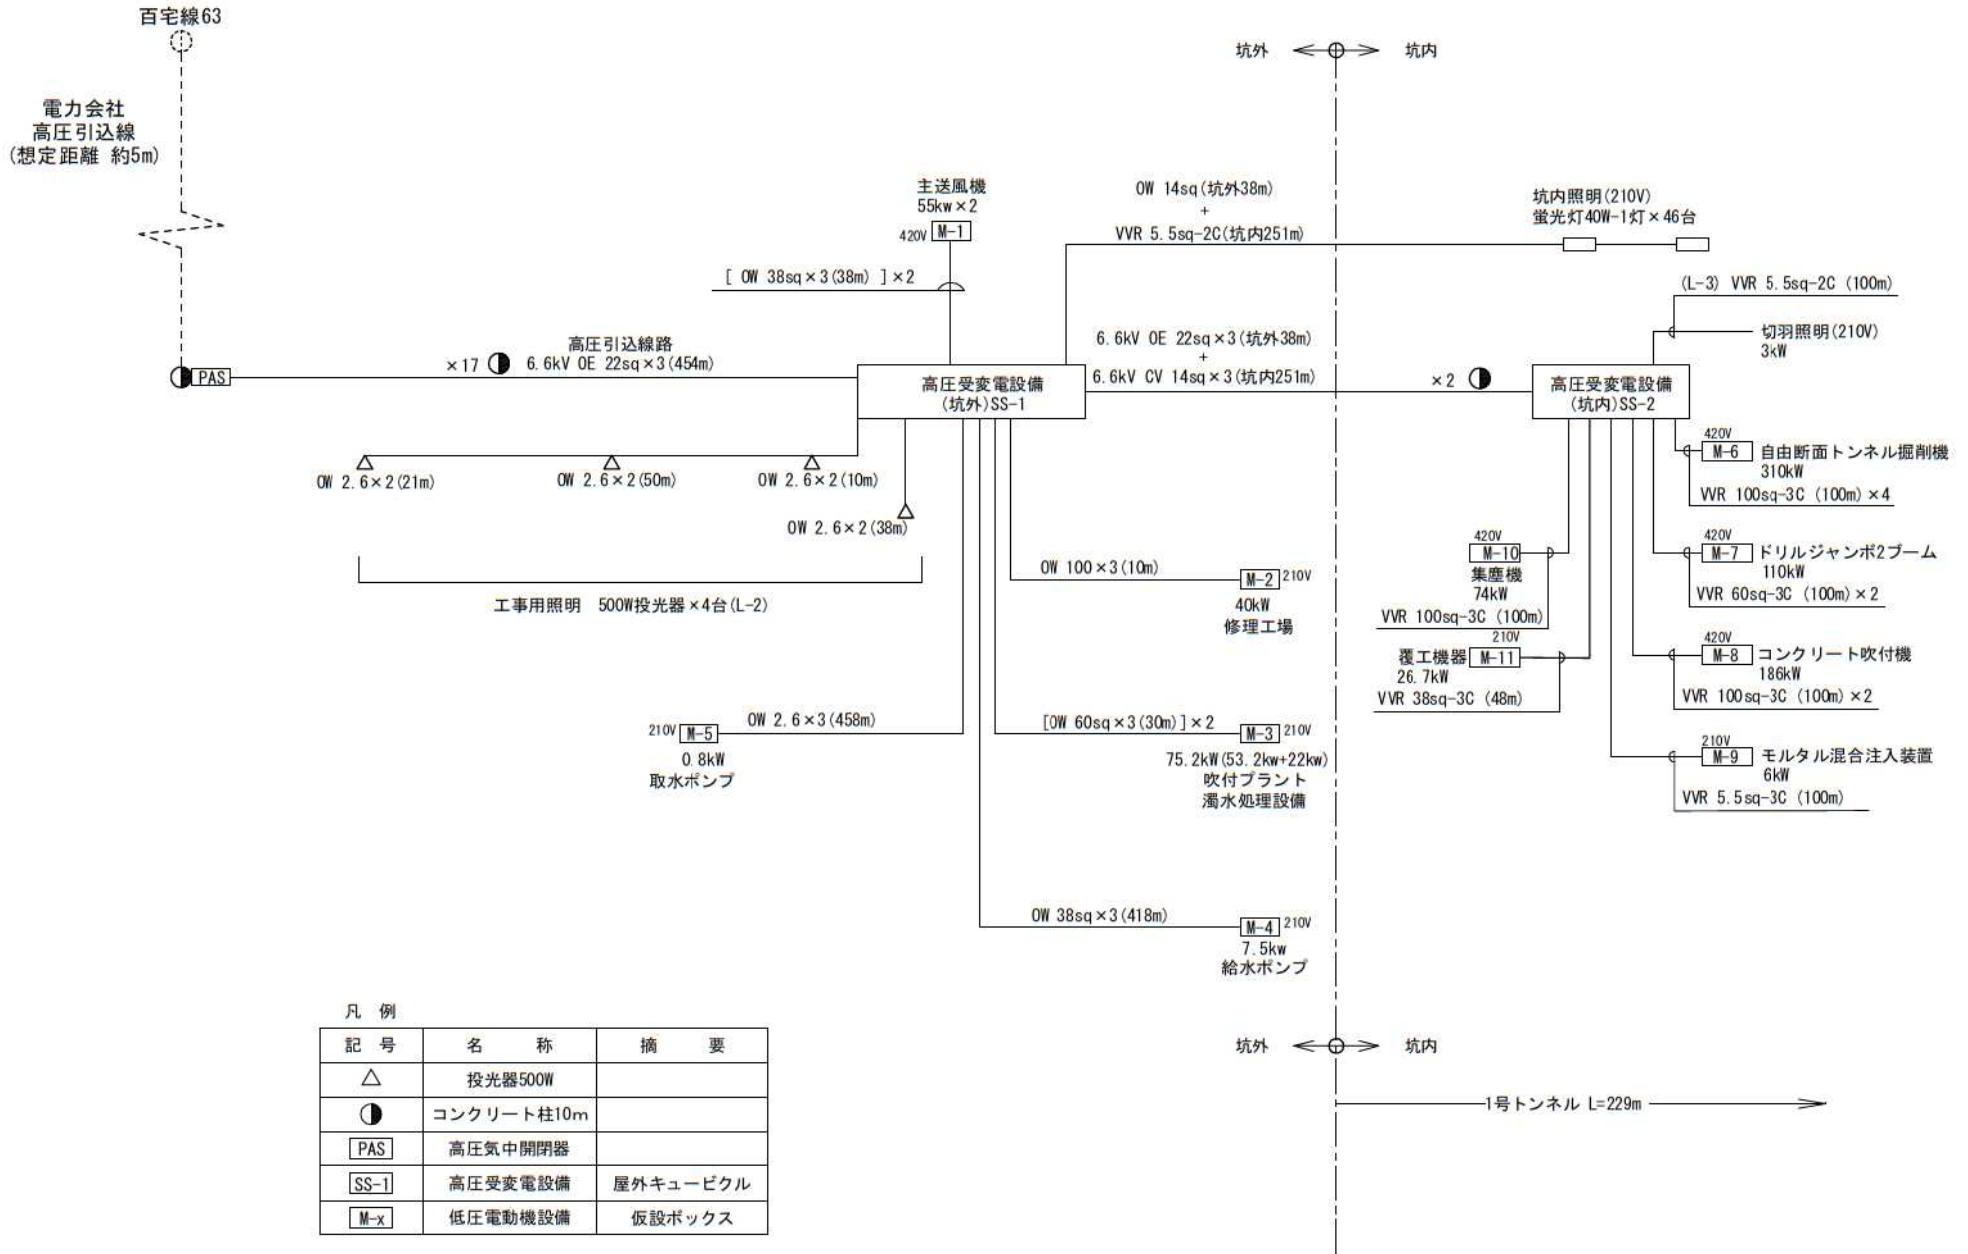 百宅線63
電力会社
高圧引込線
(想定距離 約5m)
坑外
坑内
主送風機
55kw×2
420V
M-1
[ OW 38sq×3(38m) ]×2
OW 14sq(坑外38m)
+
VVR 5.5sq-2C(坑内251m)
坑内照明(210V)
蛍光灯40W-1灯×46台
(L-3) VVR 5.5sq-2C (100m)
切羽照明(210V)
3kW
PAS
×17
高圧引込線路
6.6kV OE 22sq×3(454m)
高圧受変電設備
(坑外)SS-1
6.6kV OE 22sq×3(坑外38m)
+
6.6kV CV 14sq×3(坑内251m)
×2
高圧受変電設備
(坑内)SS-2
OW 2.6×2(21m)
OW 2.6×2(50m)
OW 2.6×2(10m)
OW 2.6×2(38m)
工事用照明 500W投光器×4台(L-2)
420V
M-6
自由断面トンネル掘削機
310kW
VVR 100sq-3C (100m)×4
420V
M-7
ドリルジャンボ2ブーム
110kW
VVR 60sq-3C (100m)×2
420V
M-8
コンクリート吹付機
186kW
VVR 100sq-3C (100m)×2
210V
M-9
モルタル混合注入装置
6kW
VVR 5.5sq-3C (100m)
420V
M-10
集塵機
74kW
VVR 100sq-3C (100m)
210V
覆工機器
M-11
26.7kW
VVR 38sq-3C (48m)
OW 100×3(10m)
M-2
210V
40kW
修理工場
210V
M-5
OW 2.6×3(458m)
0.8kW
取水ポンプ
[OW 60sq×3(30m)]×2
M-3
210V
75.2kW(53.2kw+22kw)
吹付プラント
濁水処理設備
OW 38sq×3(418m)
M-4
210V
7.5kw
給水ポンプ
坑外
坑内
1号トンネル L=229m
凡 例
記 号
名 称
摘 要
投光器500W
コンクリート柱10m
PAS
高圧気中開閉器
SS-1
高圧受変電設備
屋外キュービクル
M-x
低圧電動機設備
仮設ボックス